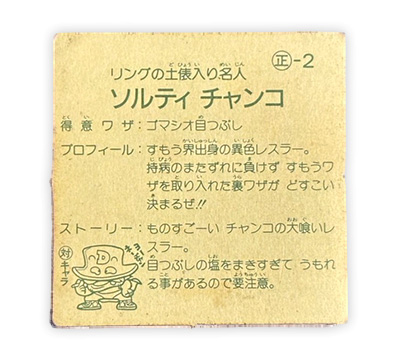 正-2
リングの土俵入り名人
ソルティ チャンコ
得意ワザ：ゴマシオ目つぶし
プロフィール：すもう界出身の異色レスラー。
持病のまたずれに負けず すもうワ
ザを取り入れた裏ワザが どすこい
決まるぜ!!
ストーリー：ものすごーい チャンコの大喰いレ
スラー。
目つぶしの塩をまきすぎて うもれ
る事があるので要注意。
対
キャラ